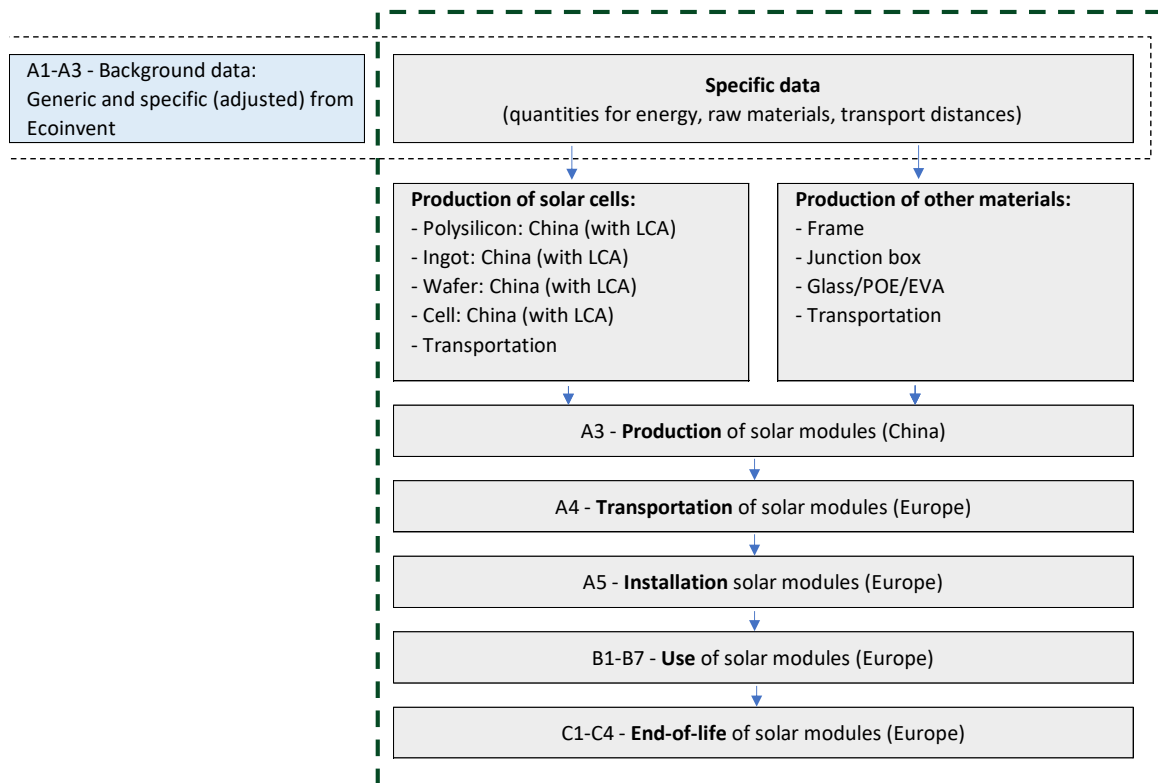 A1-A3 - Background data:
Generic and specific (adjusted) from
Ecoinvent
Specific data
(quantities for energy, raw materials, transport distances)
Production of solar cells:
- Polysilicon: China (with LCA)
- Ingot: China (with LCA)
- Wafer: China (with LCA)
- Cell: China (with LCA)
- Transportation
Production of other materials:
- Frame
- Junction box
- Glass/POE/EVA
- Transportation
A3 - Production of solar modules (China)
A4 - Transportation of solar modules (Europe)
A5 - Installation solar modules (Europe)
B1-B7 - Use of solar modules (Europe)
C1-C4 - End-of-life of solar modules (Europe)